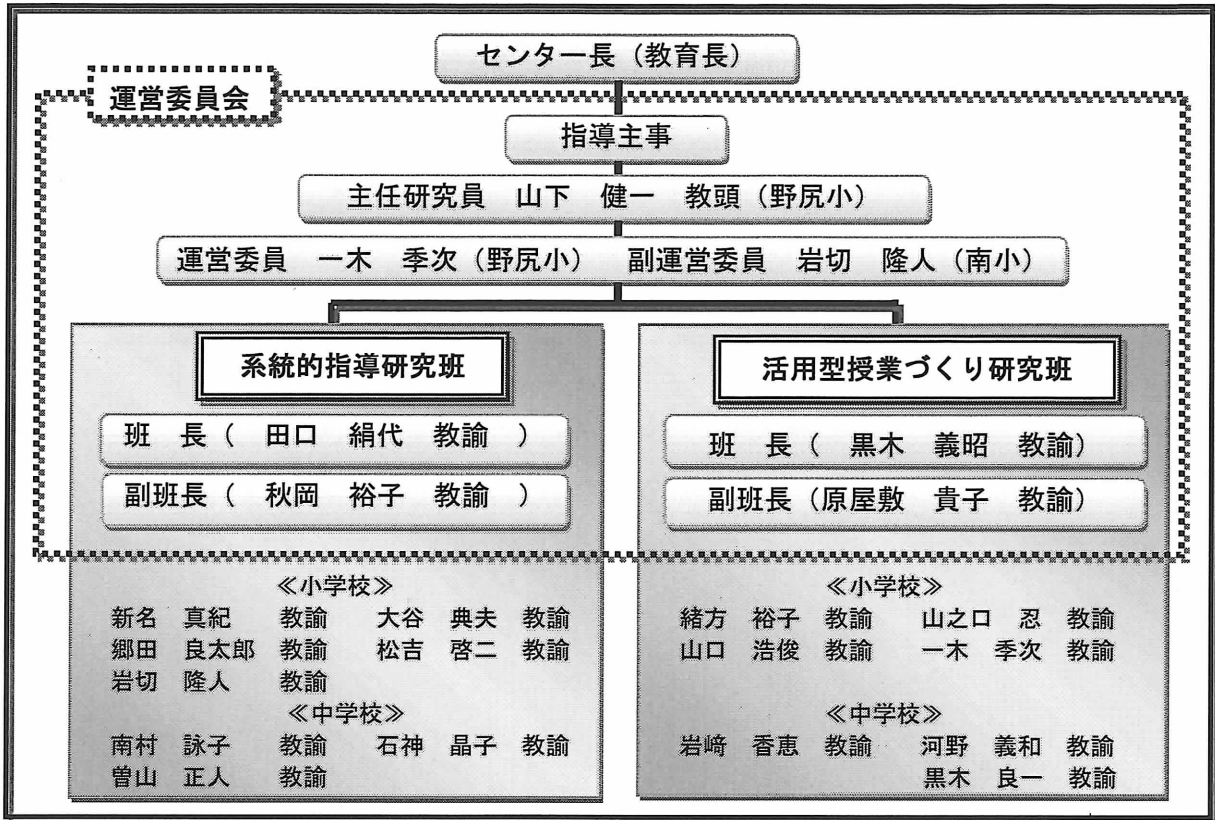 センター長（教育長）
運営委員会
指導主事
主任研究員　山下　健一　教頭（野尻小）
運営委員　一木　季次（野尻小）　副運営委員　岩切　隆人（南小）
系統的指導研究班
班　長（　田口　絹代　教諭　）
副班長（　秋岡　裕子　教諭　）
≪小学校≫
新名　真紀　教諭　大谷　典夫　教諭
郷田　良太郎　教諭　松吉　啓二　教諭
岩切　隆人　教諭
≪中学校≫
南村　詠子　教諭　石神　晶子　教諭
曽山　正人　教諭
活用型授業づくり研究班
班　長（　黒木　義昭　教諭）
副班長（原屋敷　貴子　教諭）
≪小学校≫
緒方　裕子　教諭　山之口　忍　教諭
山口　浩俊　教諭　一木　季次　教諭
≪中学校≫
岩﨑　香恵　教諭　河野　義和　教諭
黒木　良一　教諭